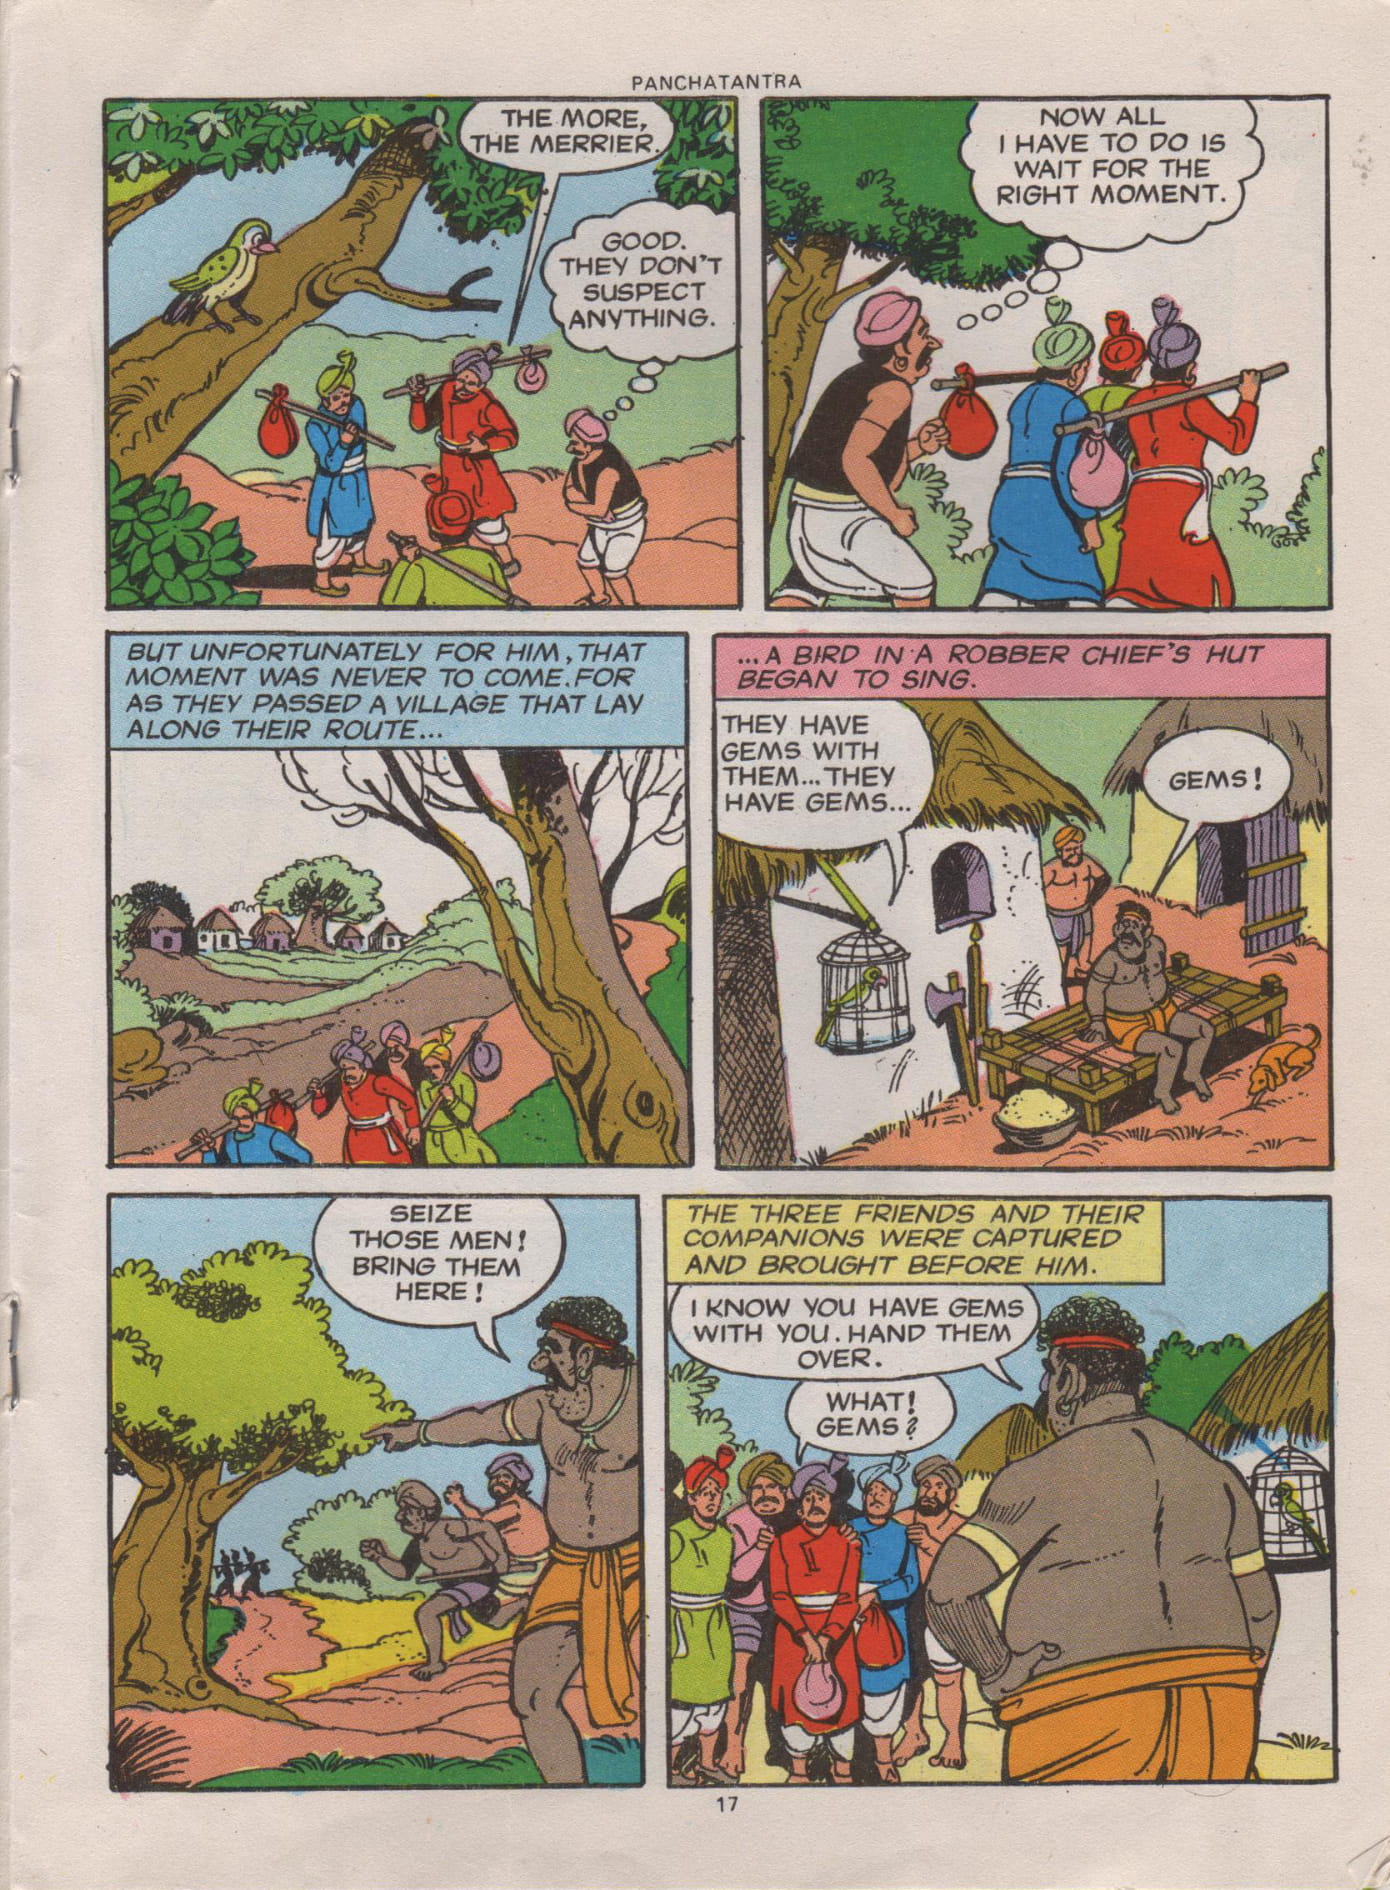 PANCHATANTRA
THE MORE,
THE MERRIER.
GOOD.
THEY DON'T
SUSPECT
ANYTHING.
NOW ALL
I HAVE TO DO IS
WAIT FOR THE
RIGHT MOMENT.
BUT UNFORTUNATELY FOR HIM, THAT
MOMENT WAS NEVER TO COME. FOR
AS THEY PASSED A VILLAGE THAT LAY
ALONG THEIR ROUTE...
...A BIRD IN A ROBBER CHIEF'S HUT
BEGAN TO SING.
THEY HAVE
GEMS WITH
THEM...THEY
HAVE GEMS...
GEMS!
SEIZE
THOSE MEN!
BRING THEM
HERE!
THE THREE FRIENDS AND THEIR
COMPANIONS WERE CAPTURED
AND BROUGHT BEFORE HIM.
I KNOW YOU HAVE GEMS
WITH YOU. HAND THEM
OVER.
WHAT!
GEMS?
17